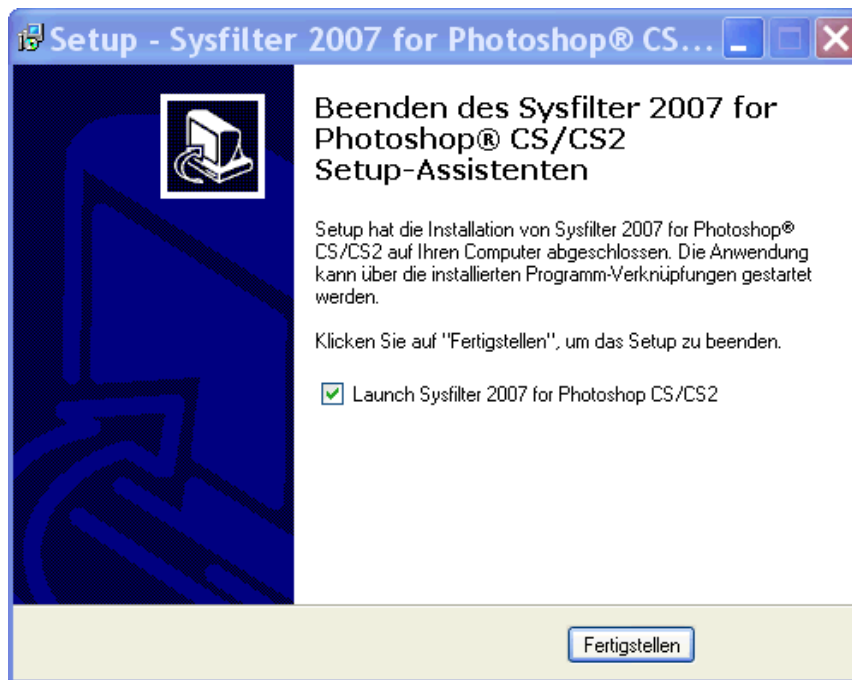 Setup - Sysfilter 2007 for Photoshop® CS...
Beenden des Sysfilter 2007 for
Photoshop® CS/CS2
Setup-Assistenten
Setup hat die Installation von Sysfilter 2007 for Photoshop®
CS/CS2 auf Ihren Computer abgeschlossen. Die Anwendung
kann über die installierten Programm-Verknüpfungen gestartet
werden.
Klicken Sie auf "Fertigstellen", um das Setup zu beenden.
Launch Sysfilter 2007 for Photoshop CS/CS2
Fertigstellen